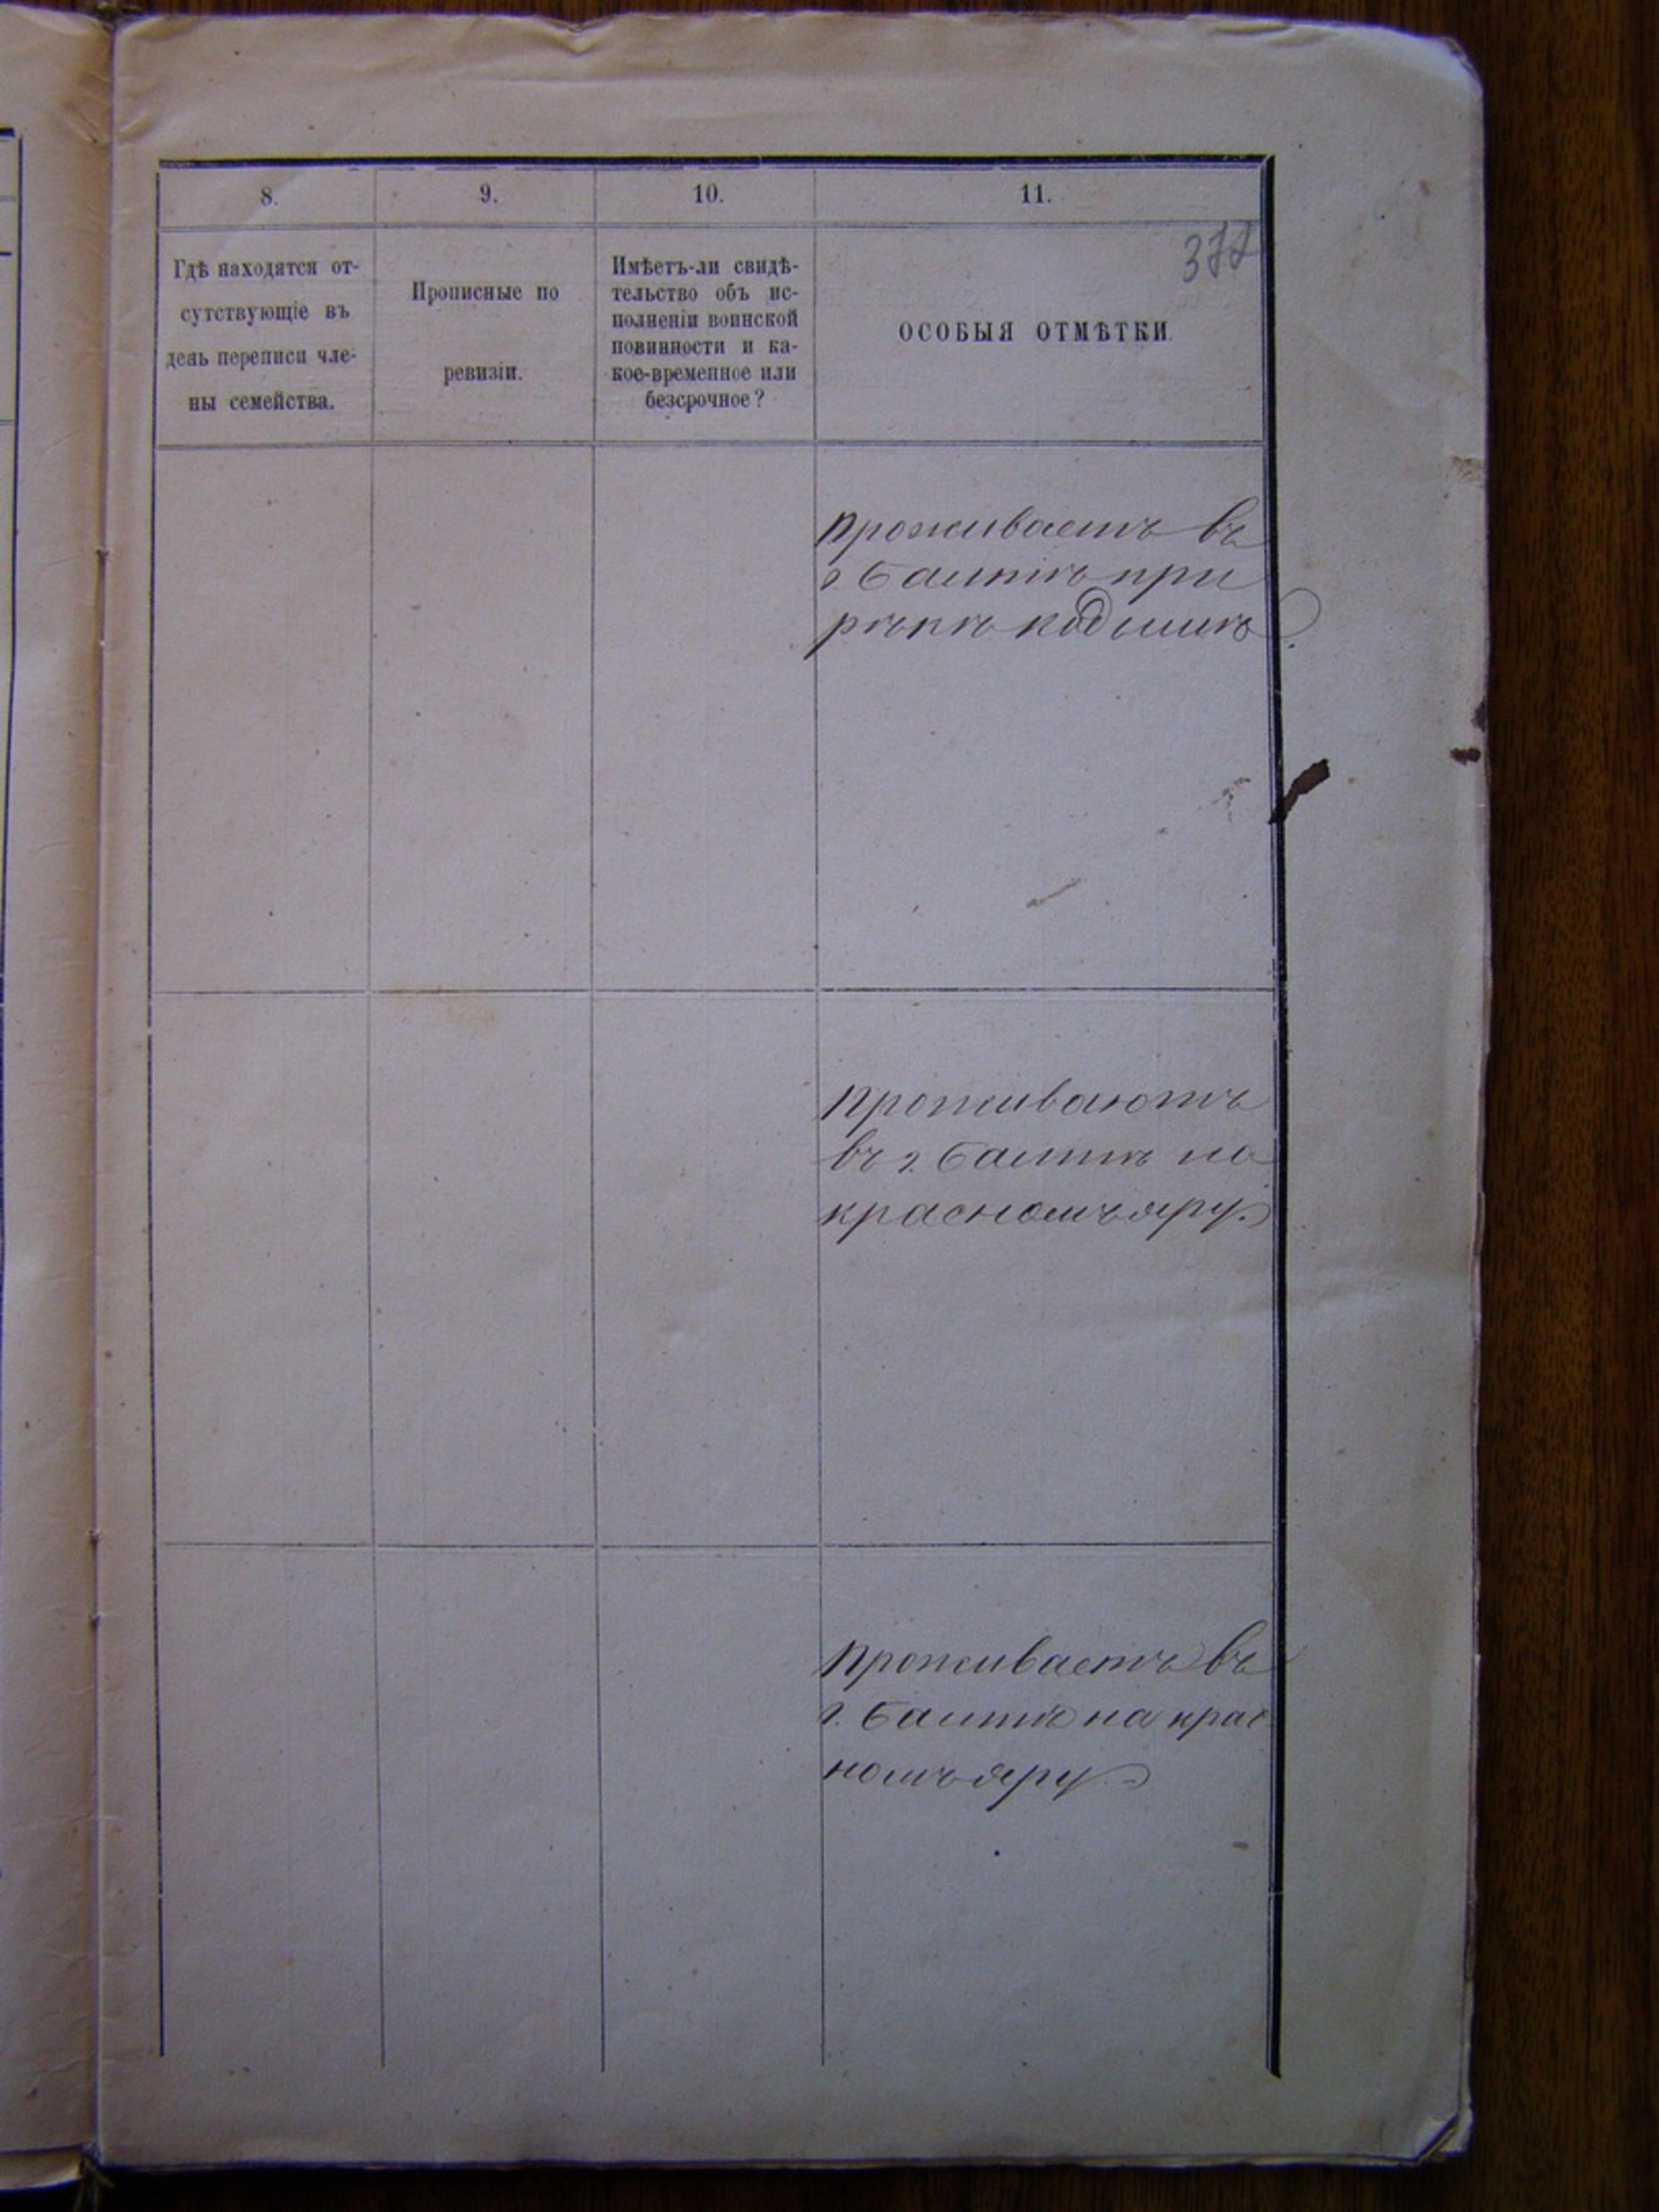 8.
9.
10.
11.
Гдѣ находятся от-
сутствующіе въ
день переписи чле-
ны семейства.
Прописные по
ревизіи.
Имѣетъ-ли свидѣ-
тельство объ ис-
полненіи воинской
повинности и ка-
кое-временное или
безсрочное?
ОСОБЫЯ ОТМѢТКИ.
Проживаетъ въ
г. Балтѣ при
рѣкѣ кодымѣ
Проживаютъ
въ г. Балтѣ на
красномъ яру.
Проживаетъ въ
г. Балтѣ на крас
номъ яру.